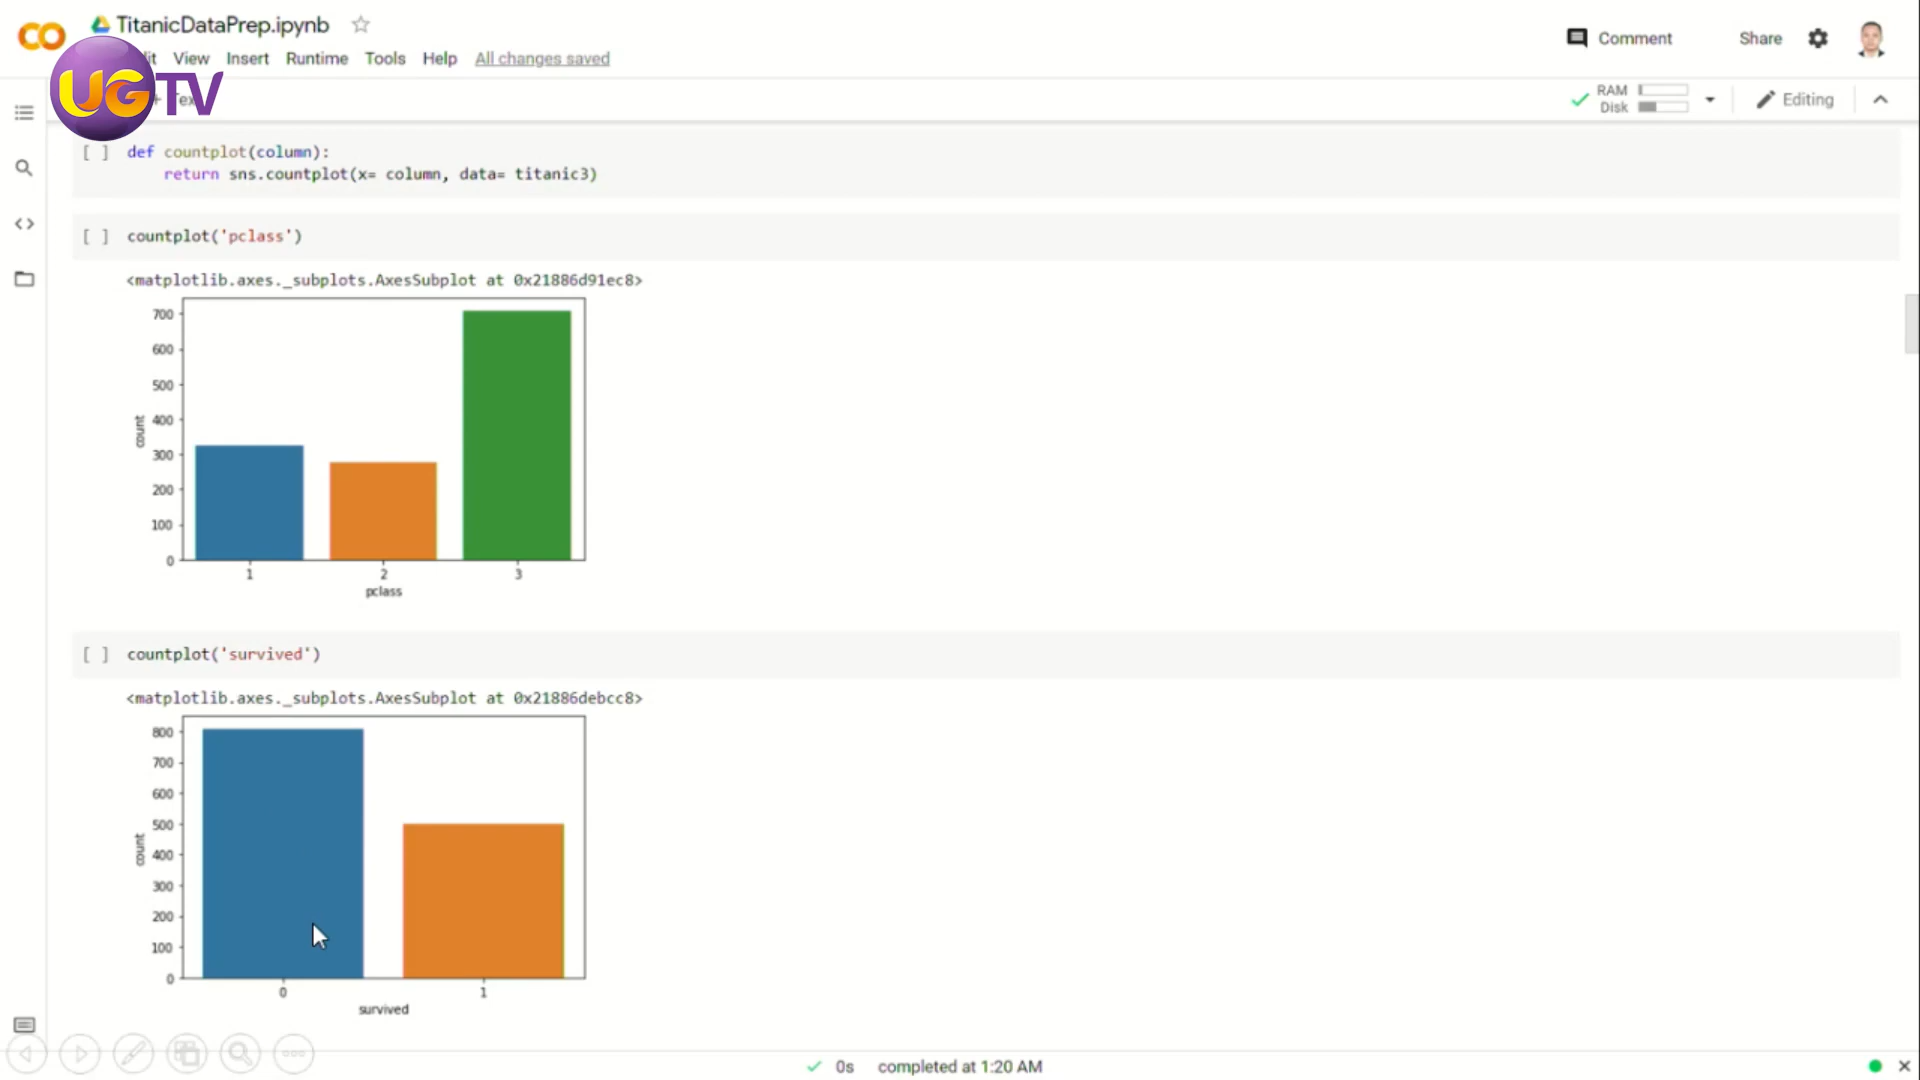 TitanicDataPrep.ipynb
View Insert Runtime Tools Help All changes saved
Comment Share
UGTV
RAM
Disk
Editing
[ ] def countplot(column):
return sns.countplot(x= column, data= titanic3)
[ ] countplot('pclass')
<matplotlib.axes._subplots.AxesSubplot at 0x21886d91ec8>
700
600
500
400
300
200
100
0
count
1 2 3
pclass
[ ] countplot('survived')
<matplotlib.axes._subplots.AxesSubplot at 0x21886debcc8>
800
700
600
500
400
300
200
100
0
count
0 1
survived
0s completed at 1:20 AM